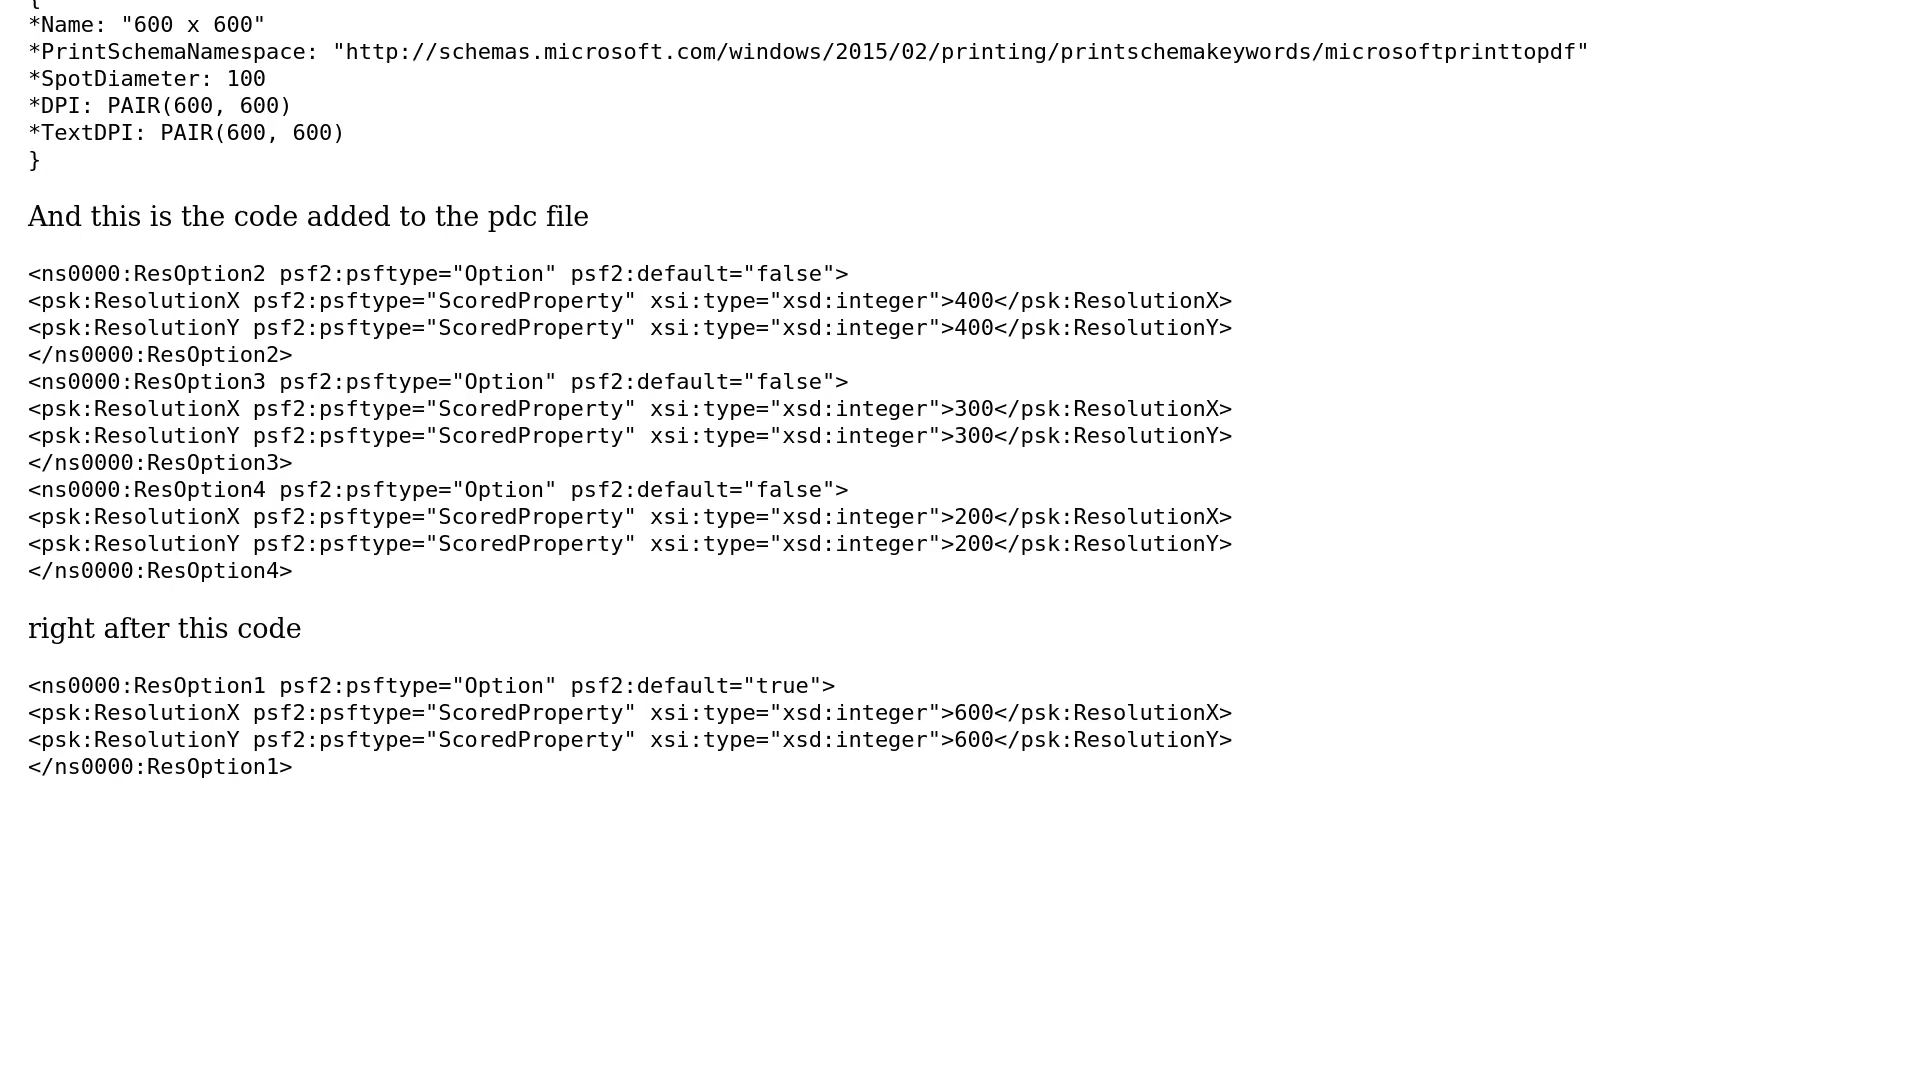 {
*Name: "600 x 600"
*PrintSchemaNamespace: "http://schemas.microsoft.com/windows/2015/02/printing/printschemakeywords/microsoftprinttopdf"
*SpotDiameter: 100
*DPI: PAIR(600, 600)
*TextDPI: PAIR(600, 600)
}
And this is the code added to the pdc file
<ns0000:ResOption2 psf2:psftype="Option" psf2:default="false">
<psk:ResolutionX psf2:psftype="ScoredProperty" xsi:type="xsd:integer">400</psk:ResolutionX>
<psk:ResolutionY psf2:psftype="ScoredProperty" xsi:type="xsd:integer">400</psk:ResolutionY>
</ns0000:ResOption2>
<ns0000:ResOption3 psf2:psftype="Option" psf2:default="false">
<psk:ResolutionX psf2:psftype="ScoredProperty" xsi:type="xsd:integer">300</psk:ResolutionX>
<psk:ResolutionY psf2:psftype="ScoredProperty" xsi:type="xsd:integer">300</psk:ResolutionY>
</ns0000:ResOption3>
<ns0000:ResOption4 psf2:psftype="Option" psf2:default="false">
<psk:ResolutionX psf2:psftype="ScoredProperty" xsi:type="xsd:integer">200</psk:ResolutionX>
<psk:ResolutionY psf2:psftype="ScoredProperty" xsi:type="xsd:integer">200</psk:ResolutionY>
</ns0000:ResOption4>
right after this code
<ns0000:ResOption1 psf2:psftype="Option" psf2:default="true">
<psk:ResolutionX psf2:psftype="ScoredProperty" xsi:type="xsd:integer">600</psk:ResolutionX>
<psk:ResolutionY psf2:psftype="ScoredProperty" xsi:type="xsd:integer">600</psk:ResolutionY>
</ns0000:ResOption1>